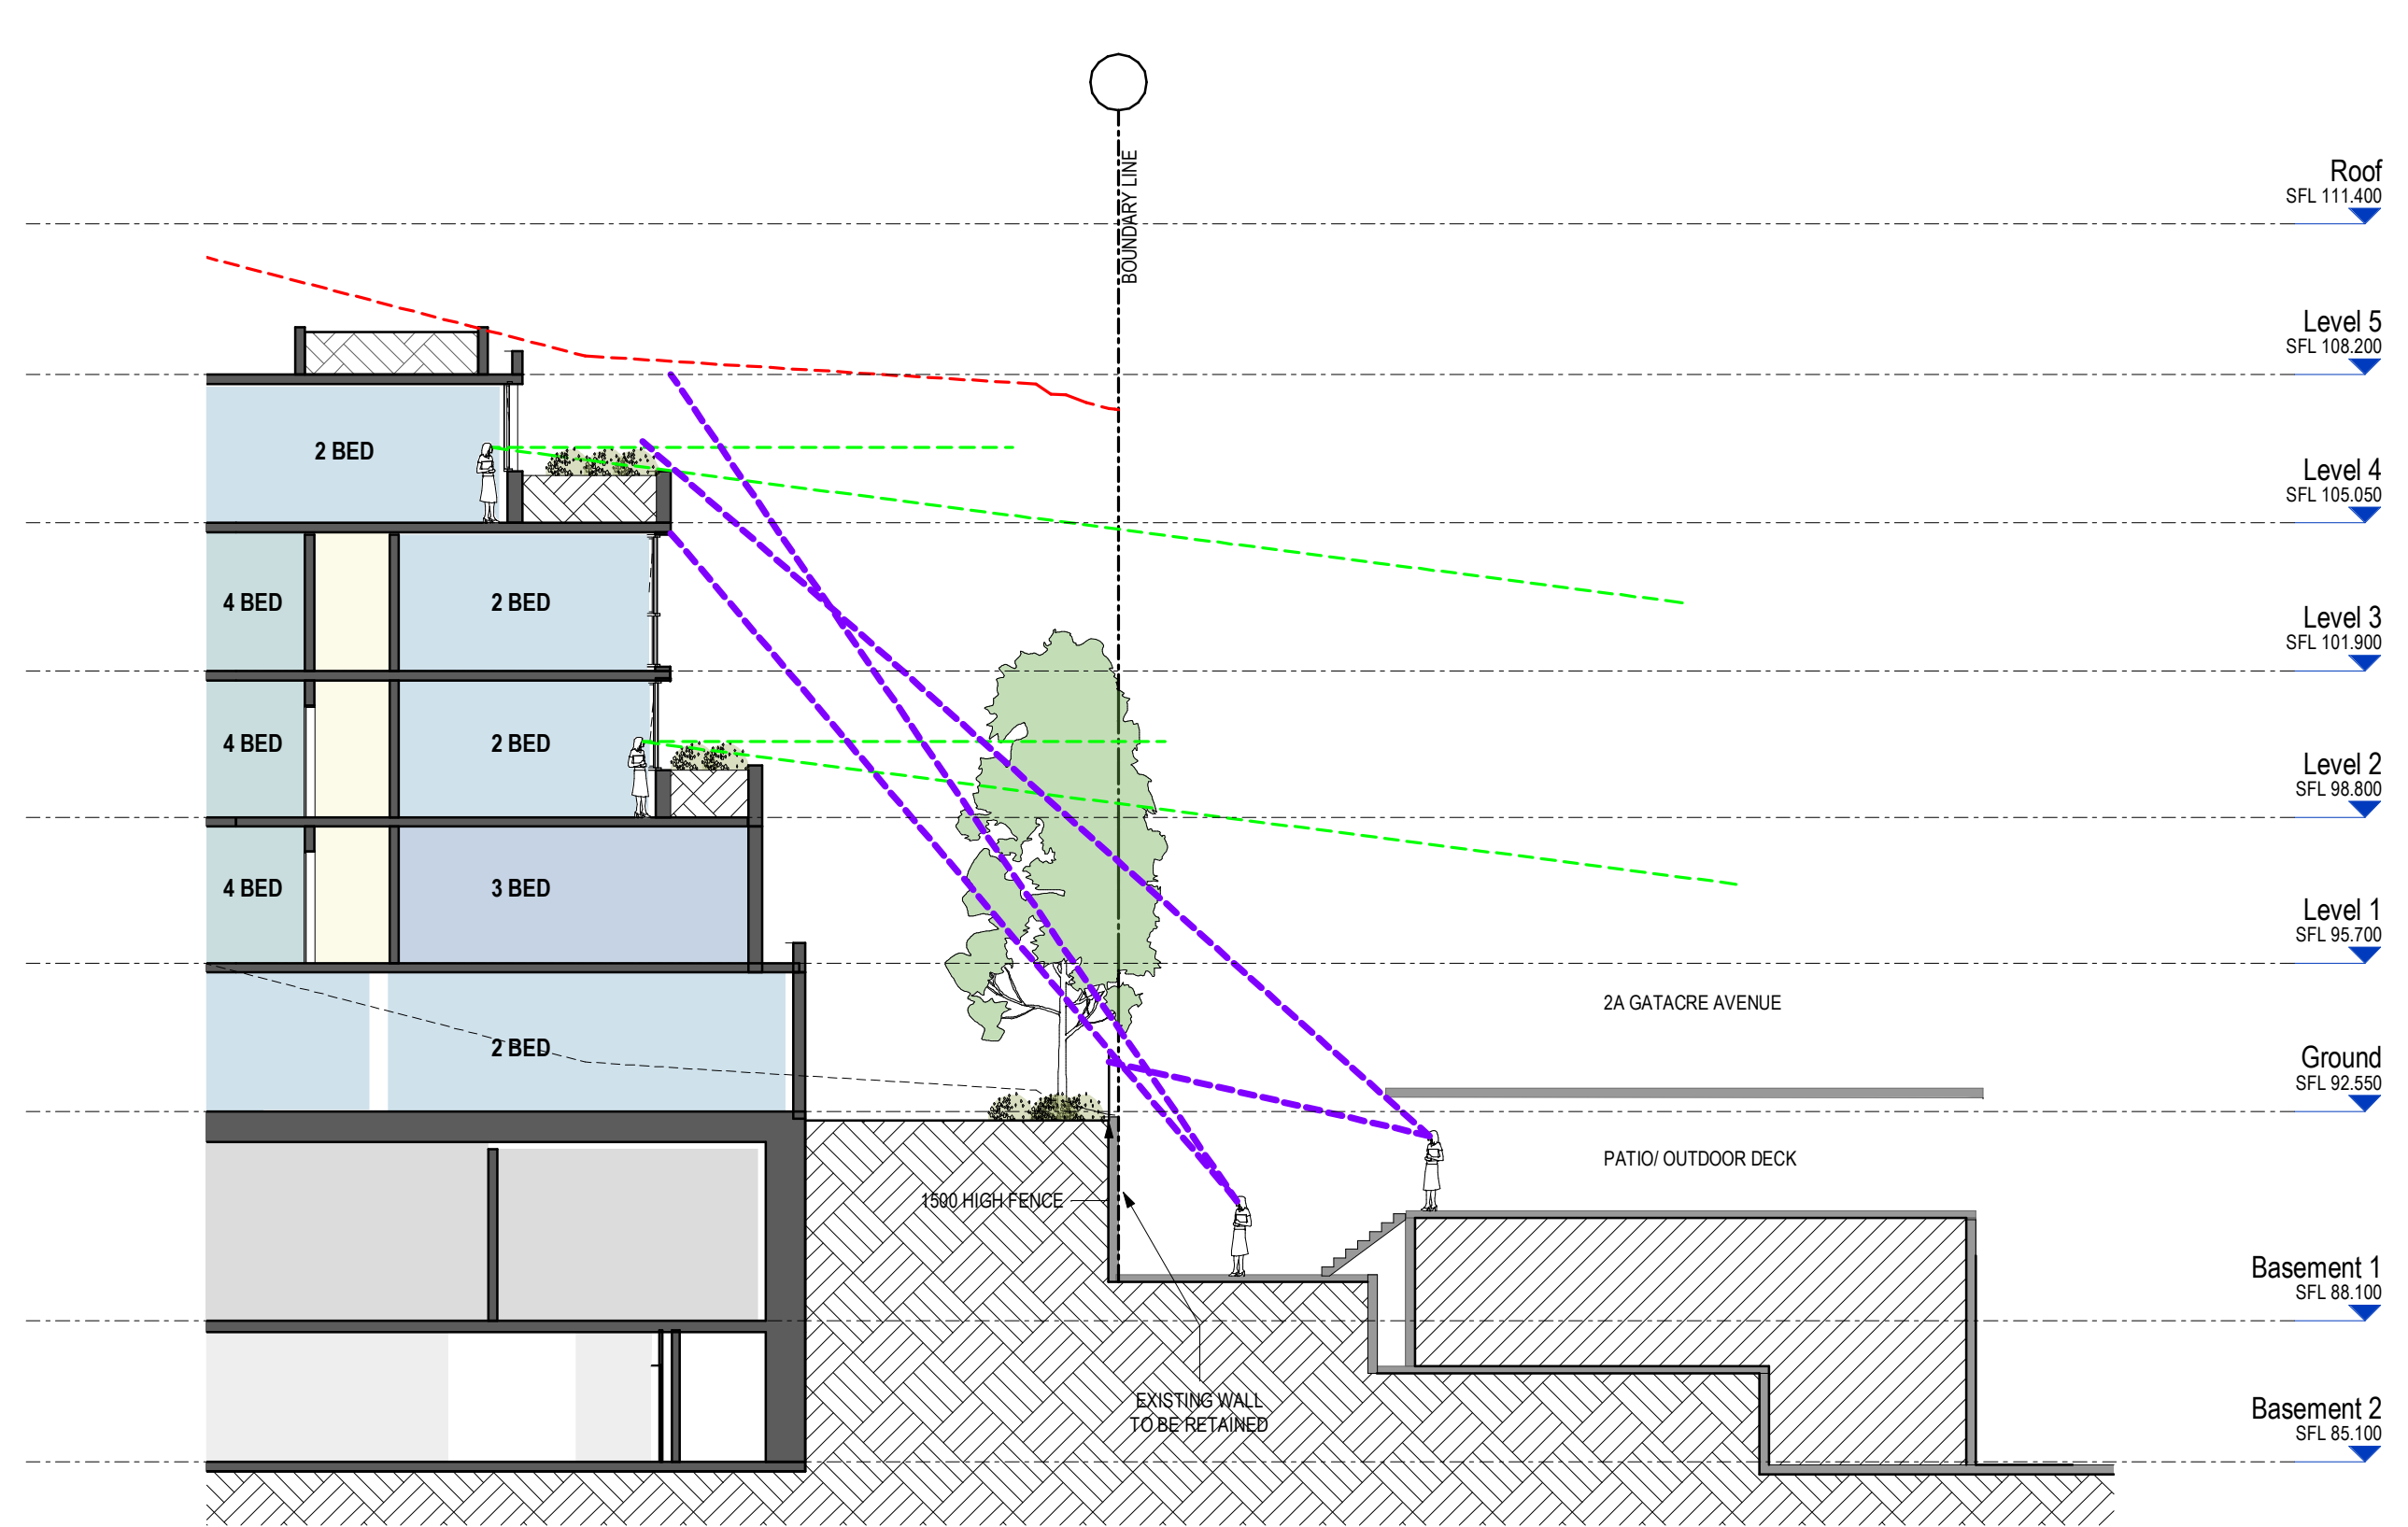 BOUNDARY LINE
Roof
SFL 111.400
Level 5
SFL 108.200
2 BED
Level 4
SFL 105.050
4 BED
2 BED
Level 3
SFL 101.900
4 BED
2 BED
Level 2
SFL 98.800
4 BED
3 BED
Level 1
SFL 95.700
2A GATACRE AVENUE
2 BED
Ground
SFL 92.550
PATIO/ OUTDOOR DECK
1500 HIGH FENCE
Basement 1
SFL 88.100
EXISTING WALL
TO BE RETAINED
Basement 2
SFL 85.100